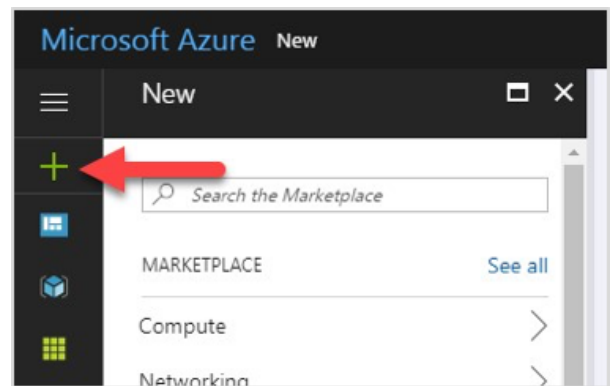 Microsoft Azure New
New
Search the Marketplace
MARKETPLACE See all
Compute
Networking